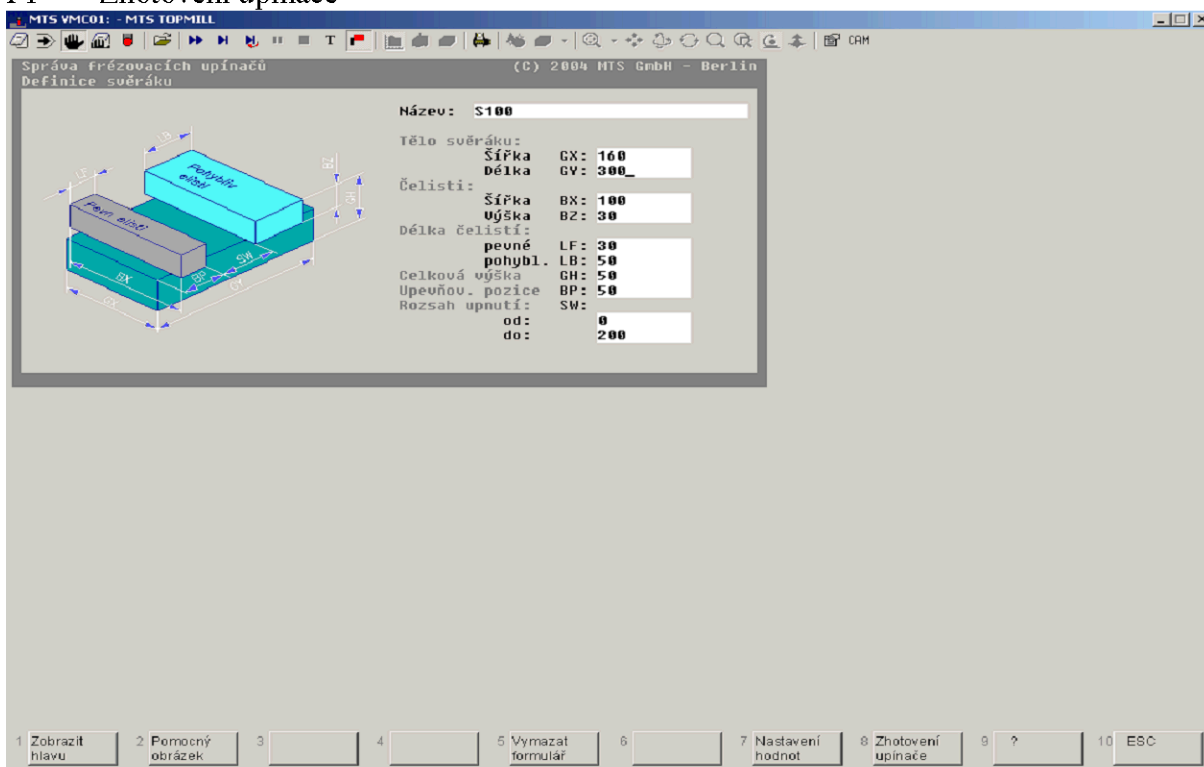 MTS VMC01: - MTS TOPMILL
T CAM
Správa frézovacích upínačů (C) 2004 MTS GmbH - Berlin
Definice svěráku
Název: S100
Tělo svěráku:
Šířka GX: 160
Délka GY: 300_
Čelisti:
Šířka BX: 100
Výška BZ: 30
Délka čelistí:
pevné LF: 30
pohybl. LB: 50
Celková výška GH: 50
Upevňov. pozice BP: 50
Rozsah upnutí: SW:
od: 0
do: 200
LB
LF
BZ
GH
Pohybliv
elisti
Pevn elisti
SW
BP
BX
GY
GX
1 Zobrazit hlavu 2 Pomocný obrázek 3 4 5 Vymazat formulář 6 7 Nastavení hodnot 8 Zhotovení upínače 9 ? 10 ESC